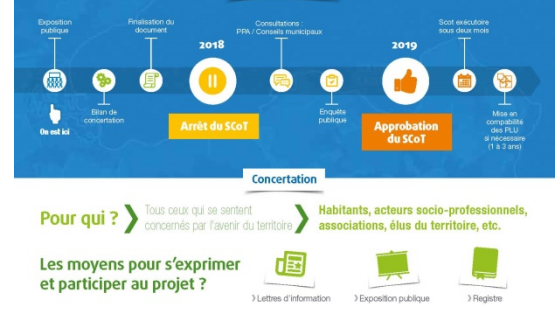 Exposition
publique
Finalisation du
document
2018
Consultations :
PPA / Conseils municipaux
2019
Scot exécutoire
sous deux mois
On est ici
Bilan de
concertation
Arrêt du SCoT
Enquête
publique
Approbation
du SCoT
Mise en
compabilité
des PLU
si nécessaire
(1 à 3 ans)
Concertation
Pour qui ?
Tous ceux qui se sentent
concernés par l'avenir du territoire
Habitants, acteurs socio-professionnels,
associations, élus du territoire, etc.
Les moyens pour s'exprimer
et participer au projet ?
Lettres d'information
Exposition publique
Registre